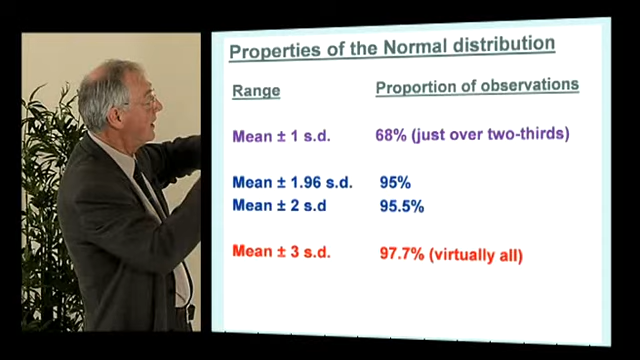 Properties of the Normal distribution
Range Proportion of observations
Mean ± 1 s.d. 68% (just over two-thirds)
Mean ± 1.96 s.d. 95%
Mean ± 2 s.d 95.5%
Mean ± 3 s.d. 97.7% (virtually all)